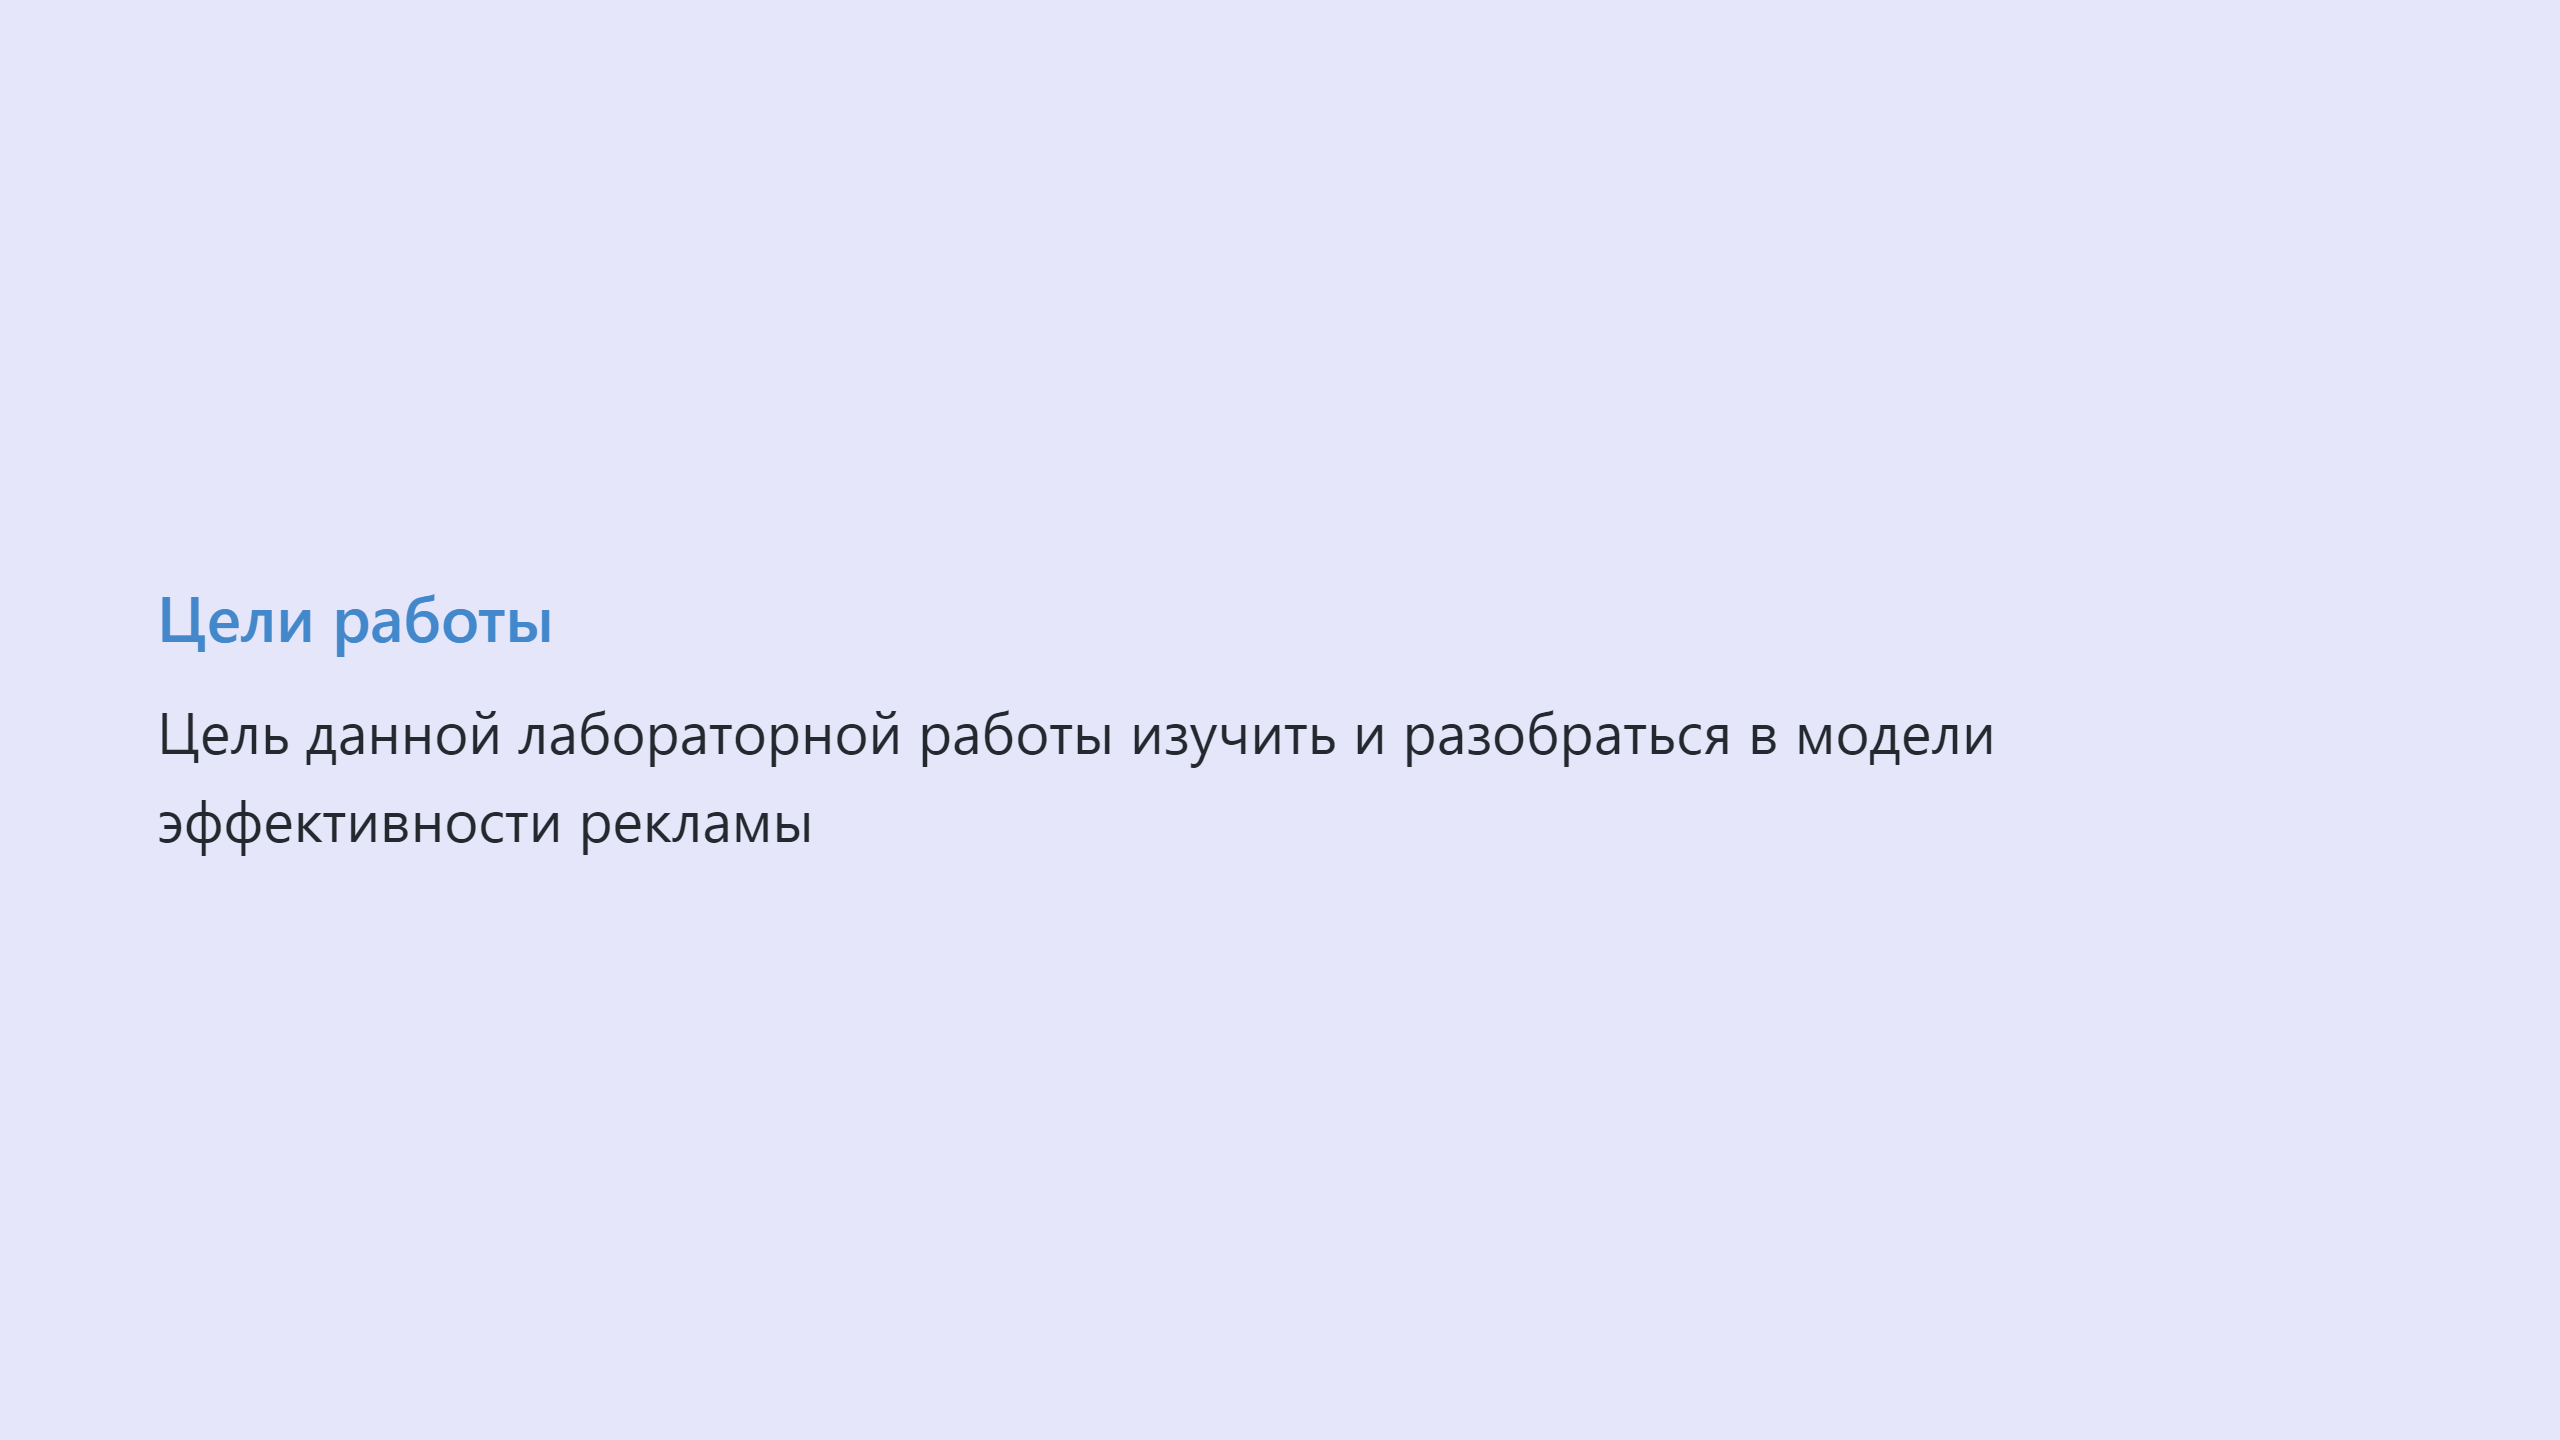 Цели работы
Цель данной лабораторной работы изучить и разобраться в модели
эффективности рекламы